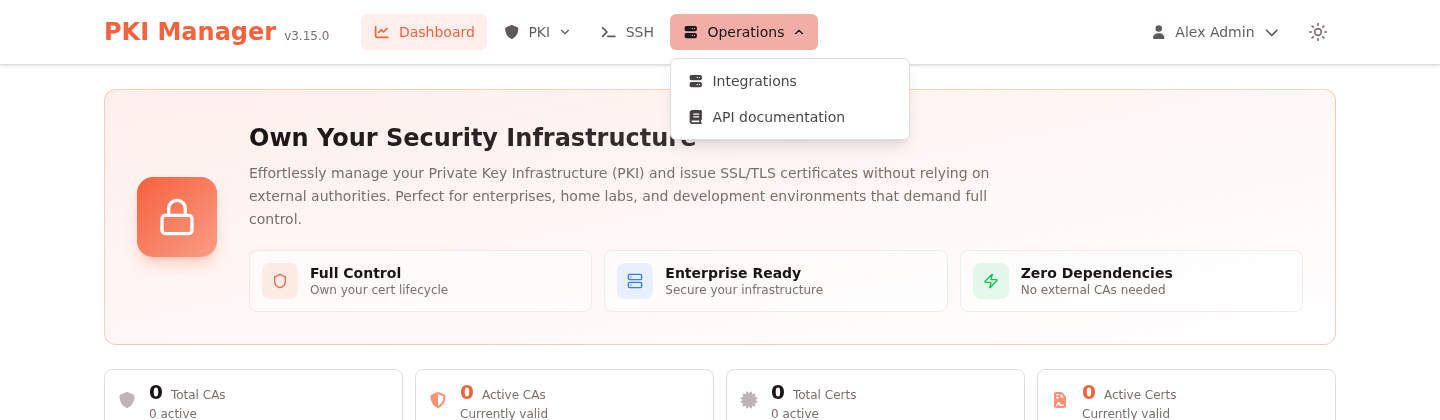 PKI Manager v3.15.0 Dashboard PKI SSH Operations Alex Admin
Integrations
API documentation
Own Your Security Infrastructure
Effortlessly manage your Private Key Infrastructure (PKI) and issue SSL/TLS certificates without relying on
external authorities. Perfect for enterprises, home labs, and development environments that demand full
control.
Full Control
Own your cert lifecycle
Enterprise Ready
Secure your infrastructure
Zero Dependencies
No external CAs needed
0 Total CAs
0 active
0 Active CAs
Currently valid
0 Total Certs
0 active
0 Active Certs
Currently valid